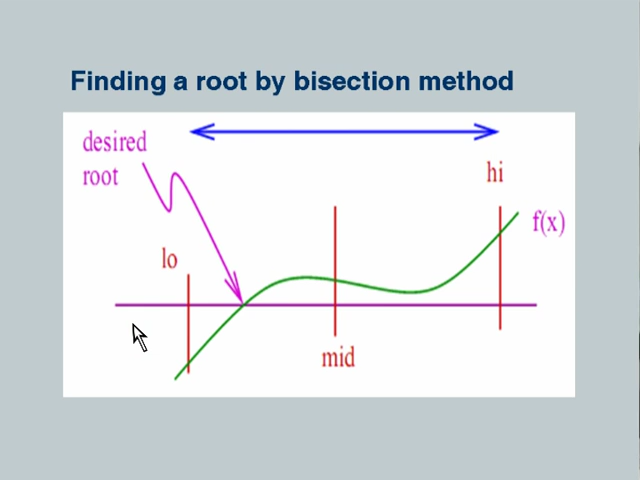 Finding a root by bisection method
desired
root
hi
f(x)
lo
mid